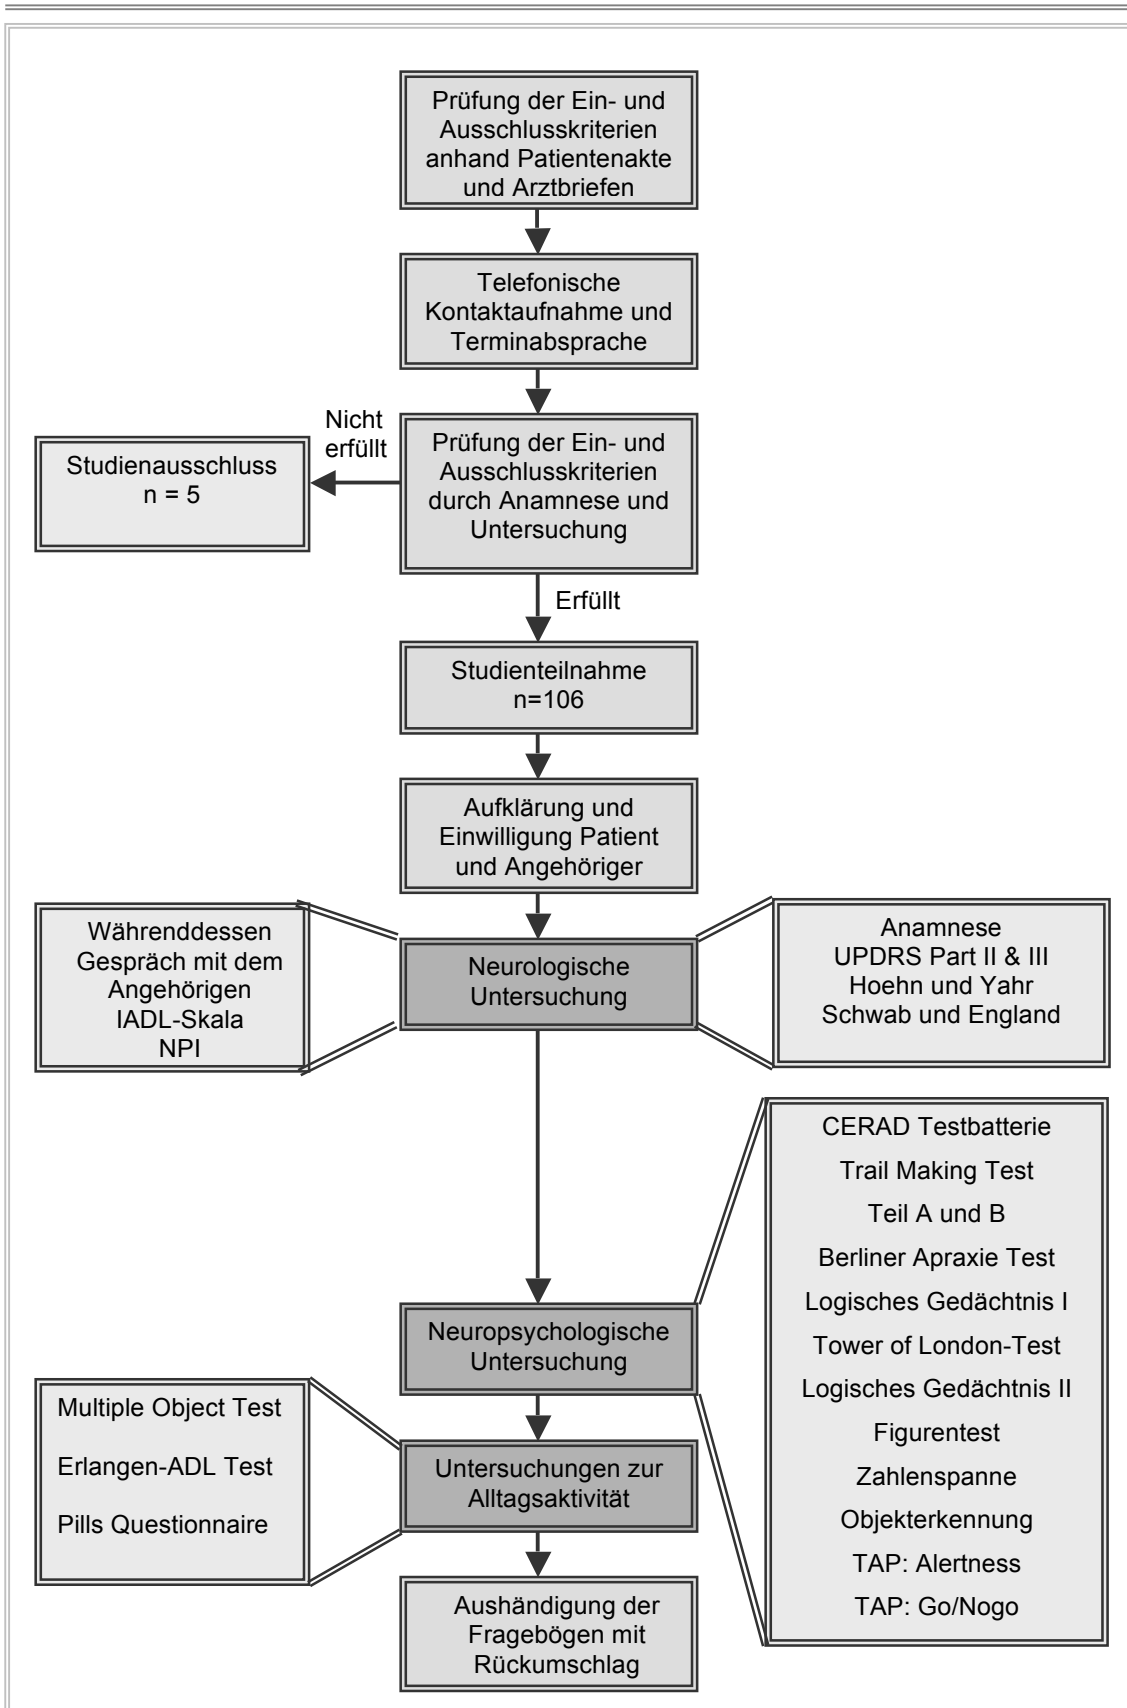 Prüfung der Ein- und
Ausschlusskriterien
anhand Patientenakte
und Arztbriefen
Telefonische
Kontaktaufnahme und
Terminabsprache
Nicht
erfüllt
Studienausschluss
n = 5
Prüfung der Ein- und
Ausschlusskriterien
durch Anamnese und
Untersuchung
Erfüllt
Studienteilnahme
n=106
Aufklärung und
Einwilligung Patient
und Angehöriger
Währenddessen
Gespräch mit dem
Angehörigen
IADL-Skala
NPI
Neurologische
Untersuchung
Anamnese
UPDRS Part II & III
Hoehn und Yahr
Schwab und England
CERAD Testbatterie
Trail Making Test
Teil A und B
Berliner Apraxie Test
Logisches Gedächtnis I
Tower of London-Test
Logisches Gedächtnis II
Figurentest
Zahlenspanne
Objekterkennung
TAP: Alertness
TAP: Go/Nogo
Neuropsychologische
Untersuchung
Multiple Object Test
Erlangen-ADL Test
Pills Questionnaire
Untersuchungen zur
Alltagsaktivität
Aushändigung der
Fragebögen mit
Rückumschlag